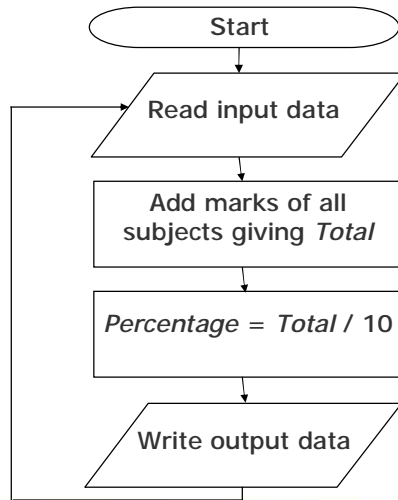 Start
Read input data
Add marks of all
subjects giving Total
Percentage = Total / 10
Write output data